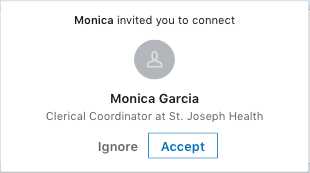 Monica invited you to connect
Monica Garcia
Clerical Coordinator at St. Joseph Health
Ignore Accept